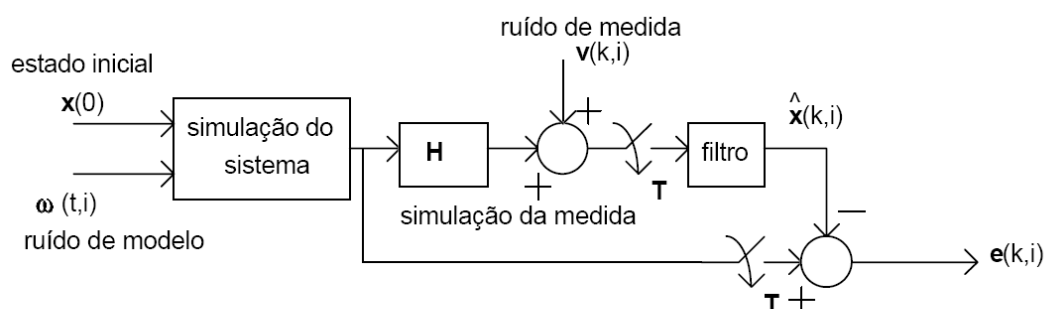 ruído de medida
v(k,i)
estado inicial
x(0)
simulação do
sistema
H
+
+
T
filtro
^
x(k,i)
ω (t,i)
ruído de modelo
simulação da medida
—
e(k,i)
T
+